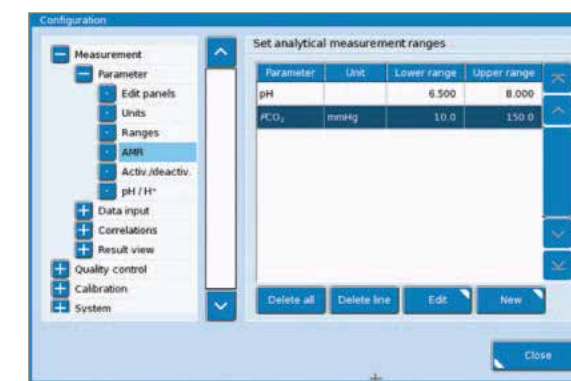 Configuration
Measurement
Parameter
Edit panels
Units
Ranges
AMR
Activ./deactiv.
pH / H+
Data input
Correlations
Result view
Quality control
Calibration
System
Set analytical measurement ranges
Parameter Unit Lower range Upper range
pH 6.500 8.000
PCO₂ mmHg 10.0 150.0
Delete all Delete line Edit New
Close